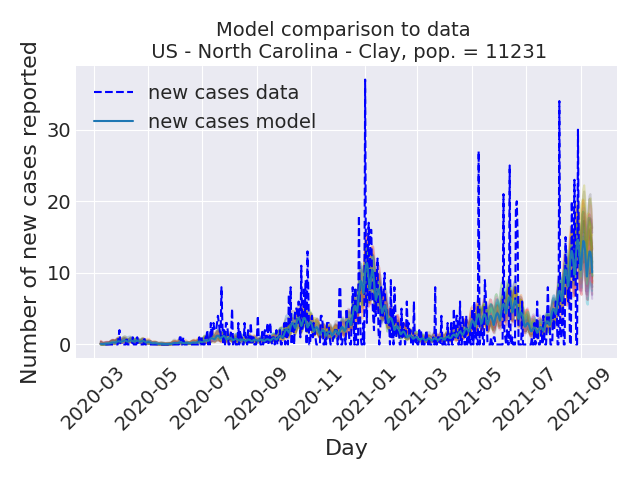 Model comparison to data
US - North Carolina - Clay, pop. = 11231
Number of new cases reported
new cases data
new cases model
30
20
10
0
2020-03
2020-05
2020-07
2020-09
2020-11
2021-01
2021-03
2021-05
2021-07
2021-09
Day